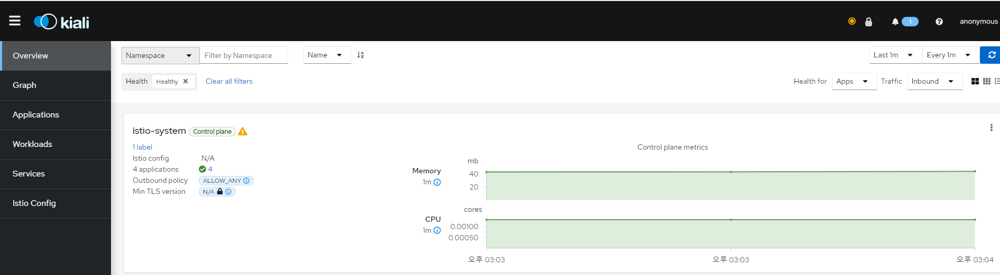 kiali
1
anonymous
Overview
Graph
Applications
Workloads
Services
Istio Config
Namespace Filter by Namespace Name Last 1m Every 1m
Health Healthy Clear all filters Health for Apps Traffic Inbound
istio-system Control plane
1 label
Istio config N/A
4 applications 4
Outbound policy ALLOW_ANY
Min TLS version N/A
Control plane metrics
mb
Memory
1m
40
20
cores
CPU
1m
0.00100
0.00050
오후 03:03 오후 03:03 오후 03:04